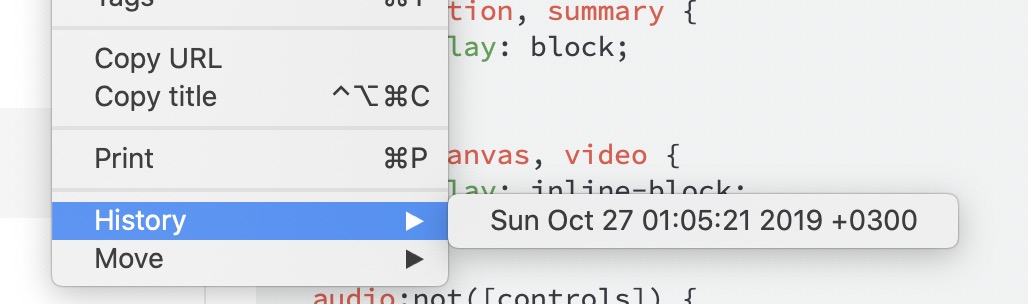 Tags ⌘T
tion, summary {
lay: block;
Copy URL
Copy title ^⌥⌘C
Print ⌘P
anvas, video {
lay: inline-block;
History ▶
Sun Oct 27 01:05:21 2019 +0300
Move ▶
audio:not([controls]) {